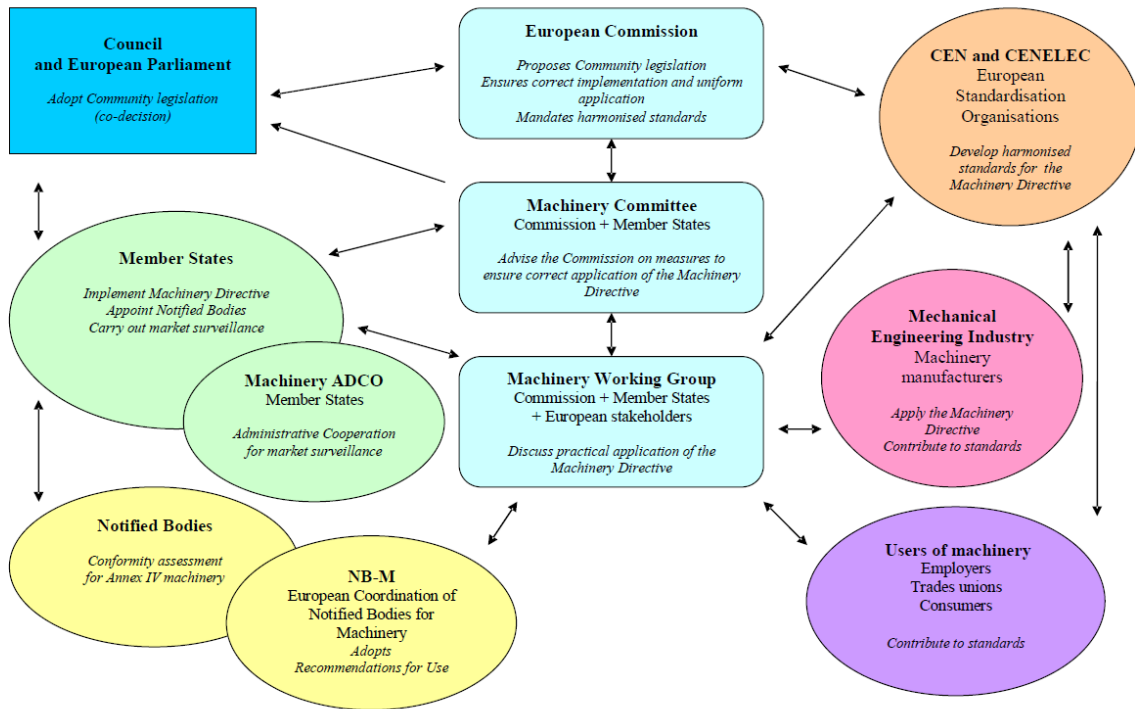 Council
and European Parliament
Adopt Community legislation
(co-decision)
European Commission
Proposes Community legislation
Ensures correct implementation and uniform
application
Mandates harmonised standards
CEN and CENELEC
European
Standardisation
Organisations
Develop harmonised
standards for the
Machinery Directive
Machinery Committee
Commission + Member States
Advise the Commission on measures to
ensure correct application of the Machinery
Directive
Member States
Implement Machinery Directive
Appoint Notified Bodies
Carry out market surveillance
Machinery ADCO
Member States
Administrative Cooperation
for market surveillance
Machinery Working Group
Commission + Member States
+ European stakeholders
Discuss practical application of the
Machinery Directive
Mechanical
Engineering Industry
Machinery
manufacturers
Apply the Machinery
Directive
Contribute to standards
Notified Bodies
Conformity assessment
for Annex IV machinery
NB-M
European Coordination of
Notified Bodies for
Machinery
Adopts
Recommendations for Use
Users of machinery
Employers
Trades unions
Consumers
Contribute to standards